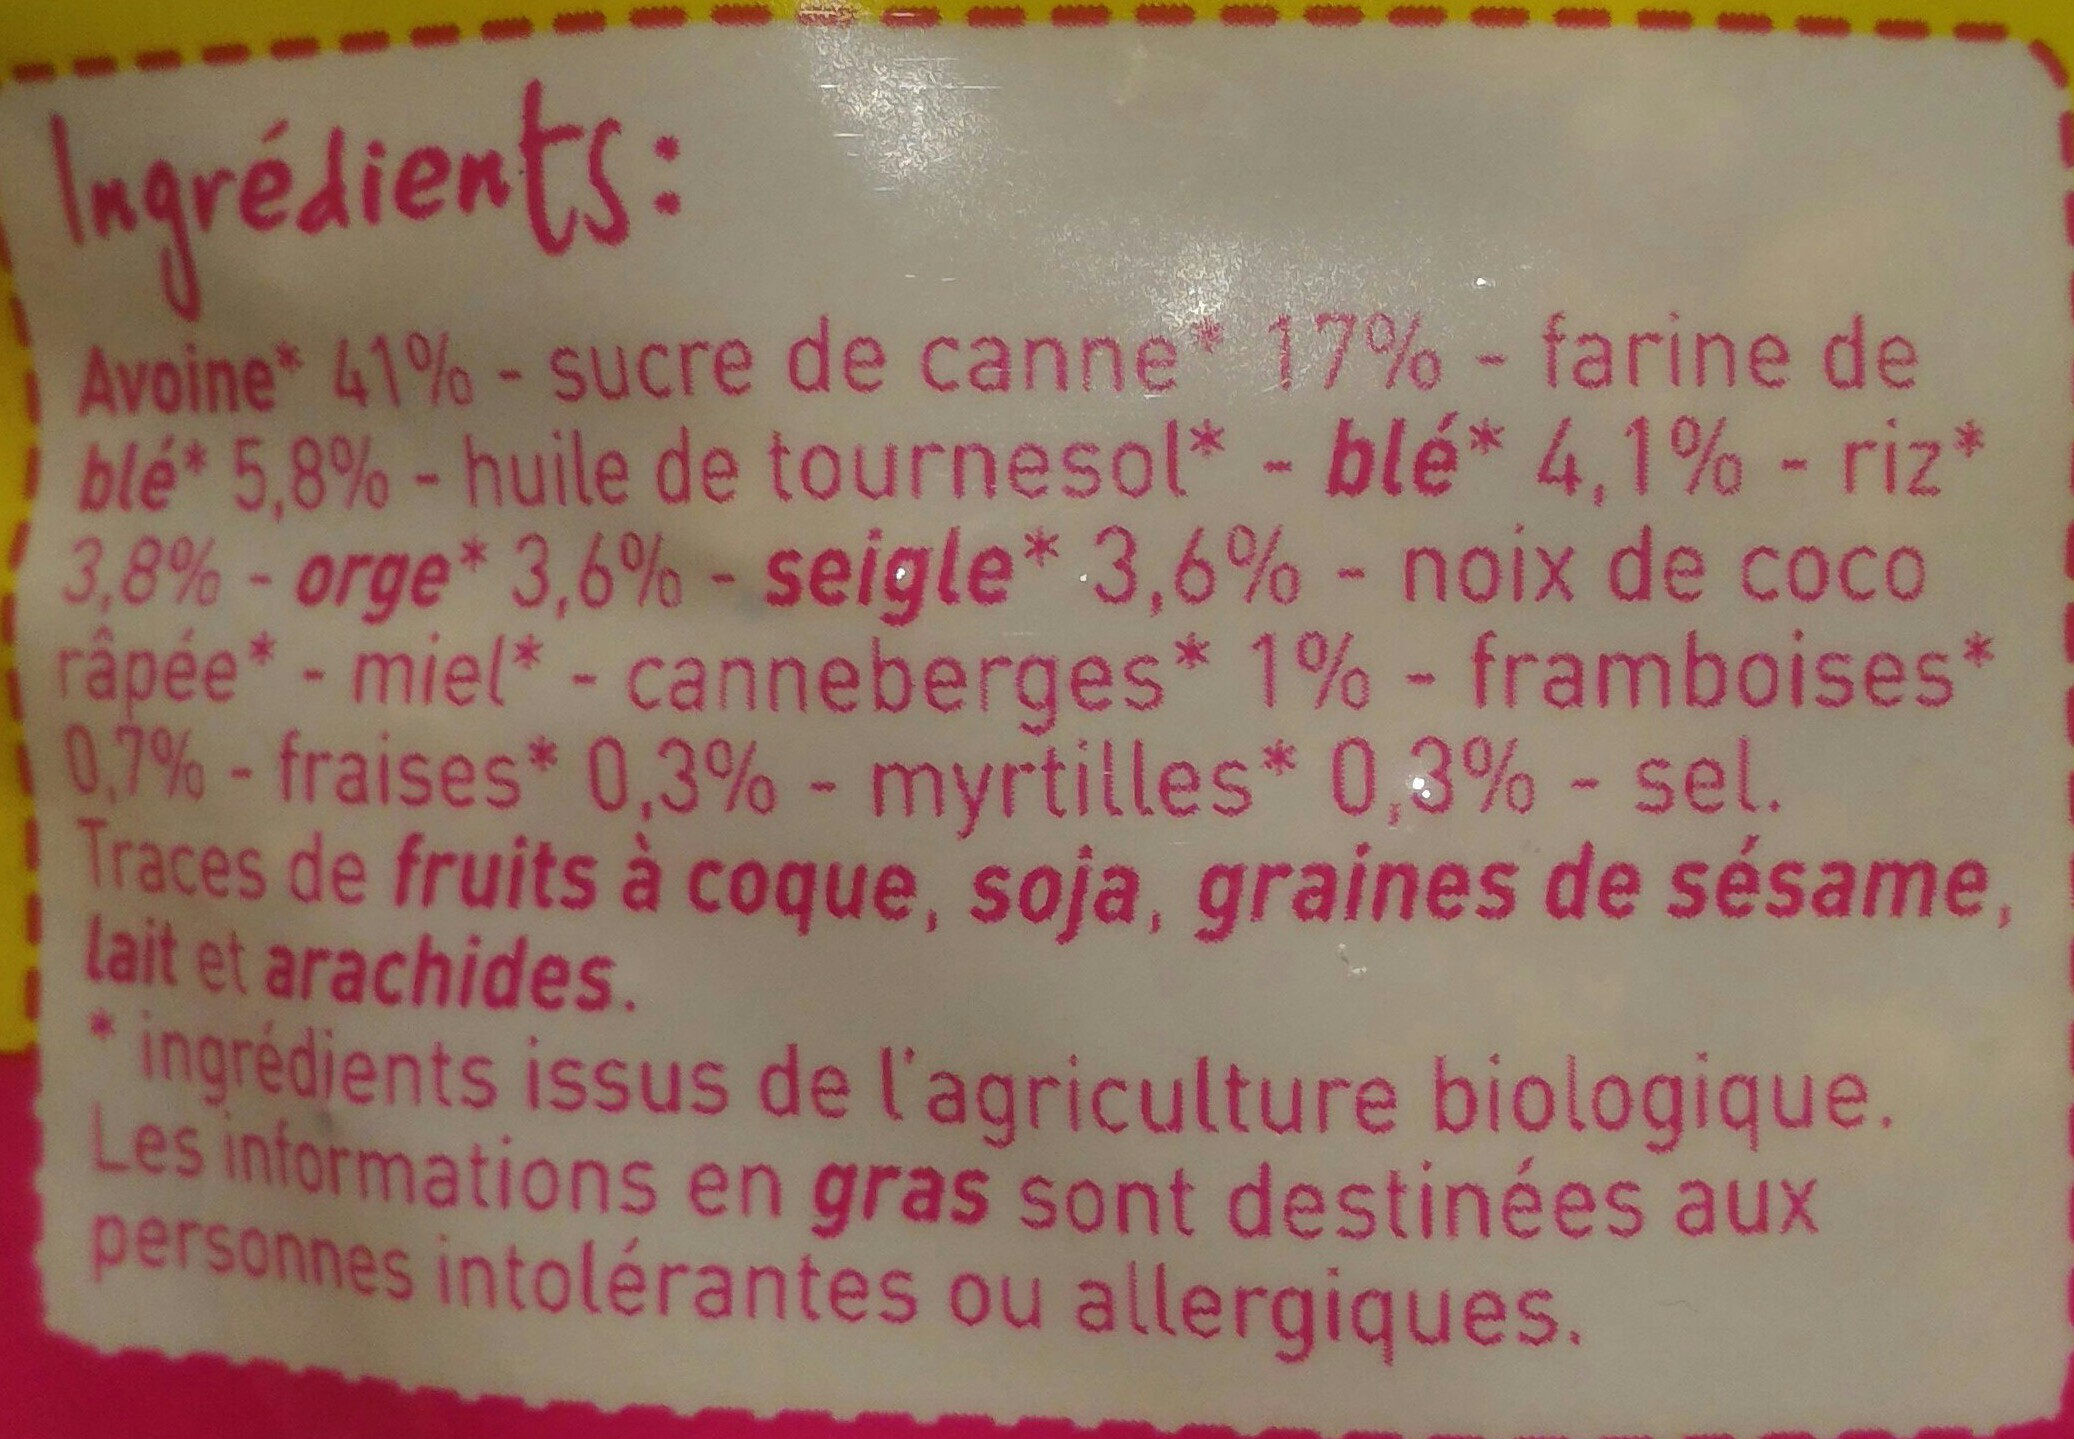 Ingrédients:
Avoine* 41% - sucre de canne* 17% - farine de
blé* 5,8% - huile de tournesol* - blé* 4,1% - riz*
3,8% - orge* 3,6% - seigle* 3,6% - noix de coco
râpée* - miel* - canneberges* 1% - framboises*
0,7% - fraises* 0,3% - myrtilles* 0,3% - sel.
Traces de fruits à coque, soja, graines de sésame,
lait et arachides.
* ingrédients issus de l'agriculture biologique.
Les informations en gras sont destinées aux
personnes intolérantes ou allergiques.